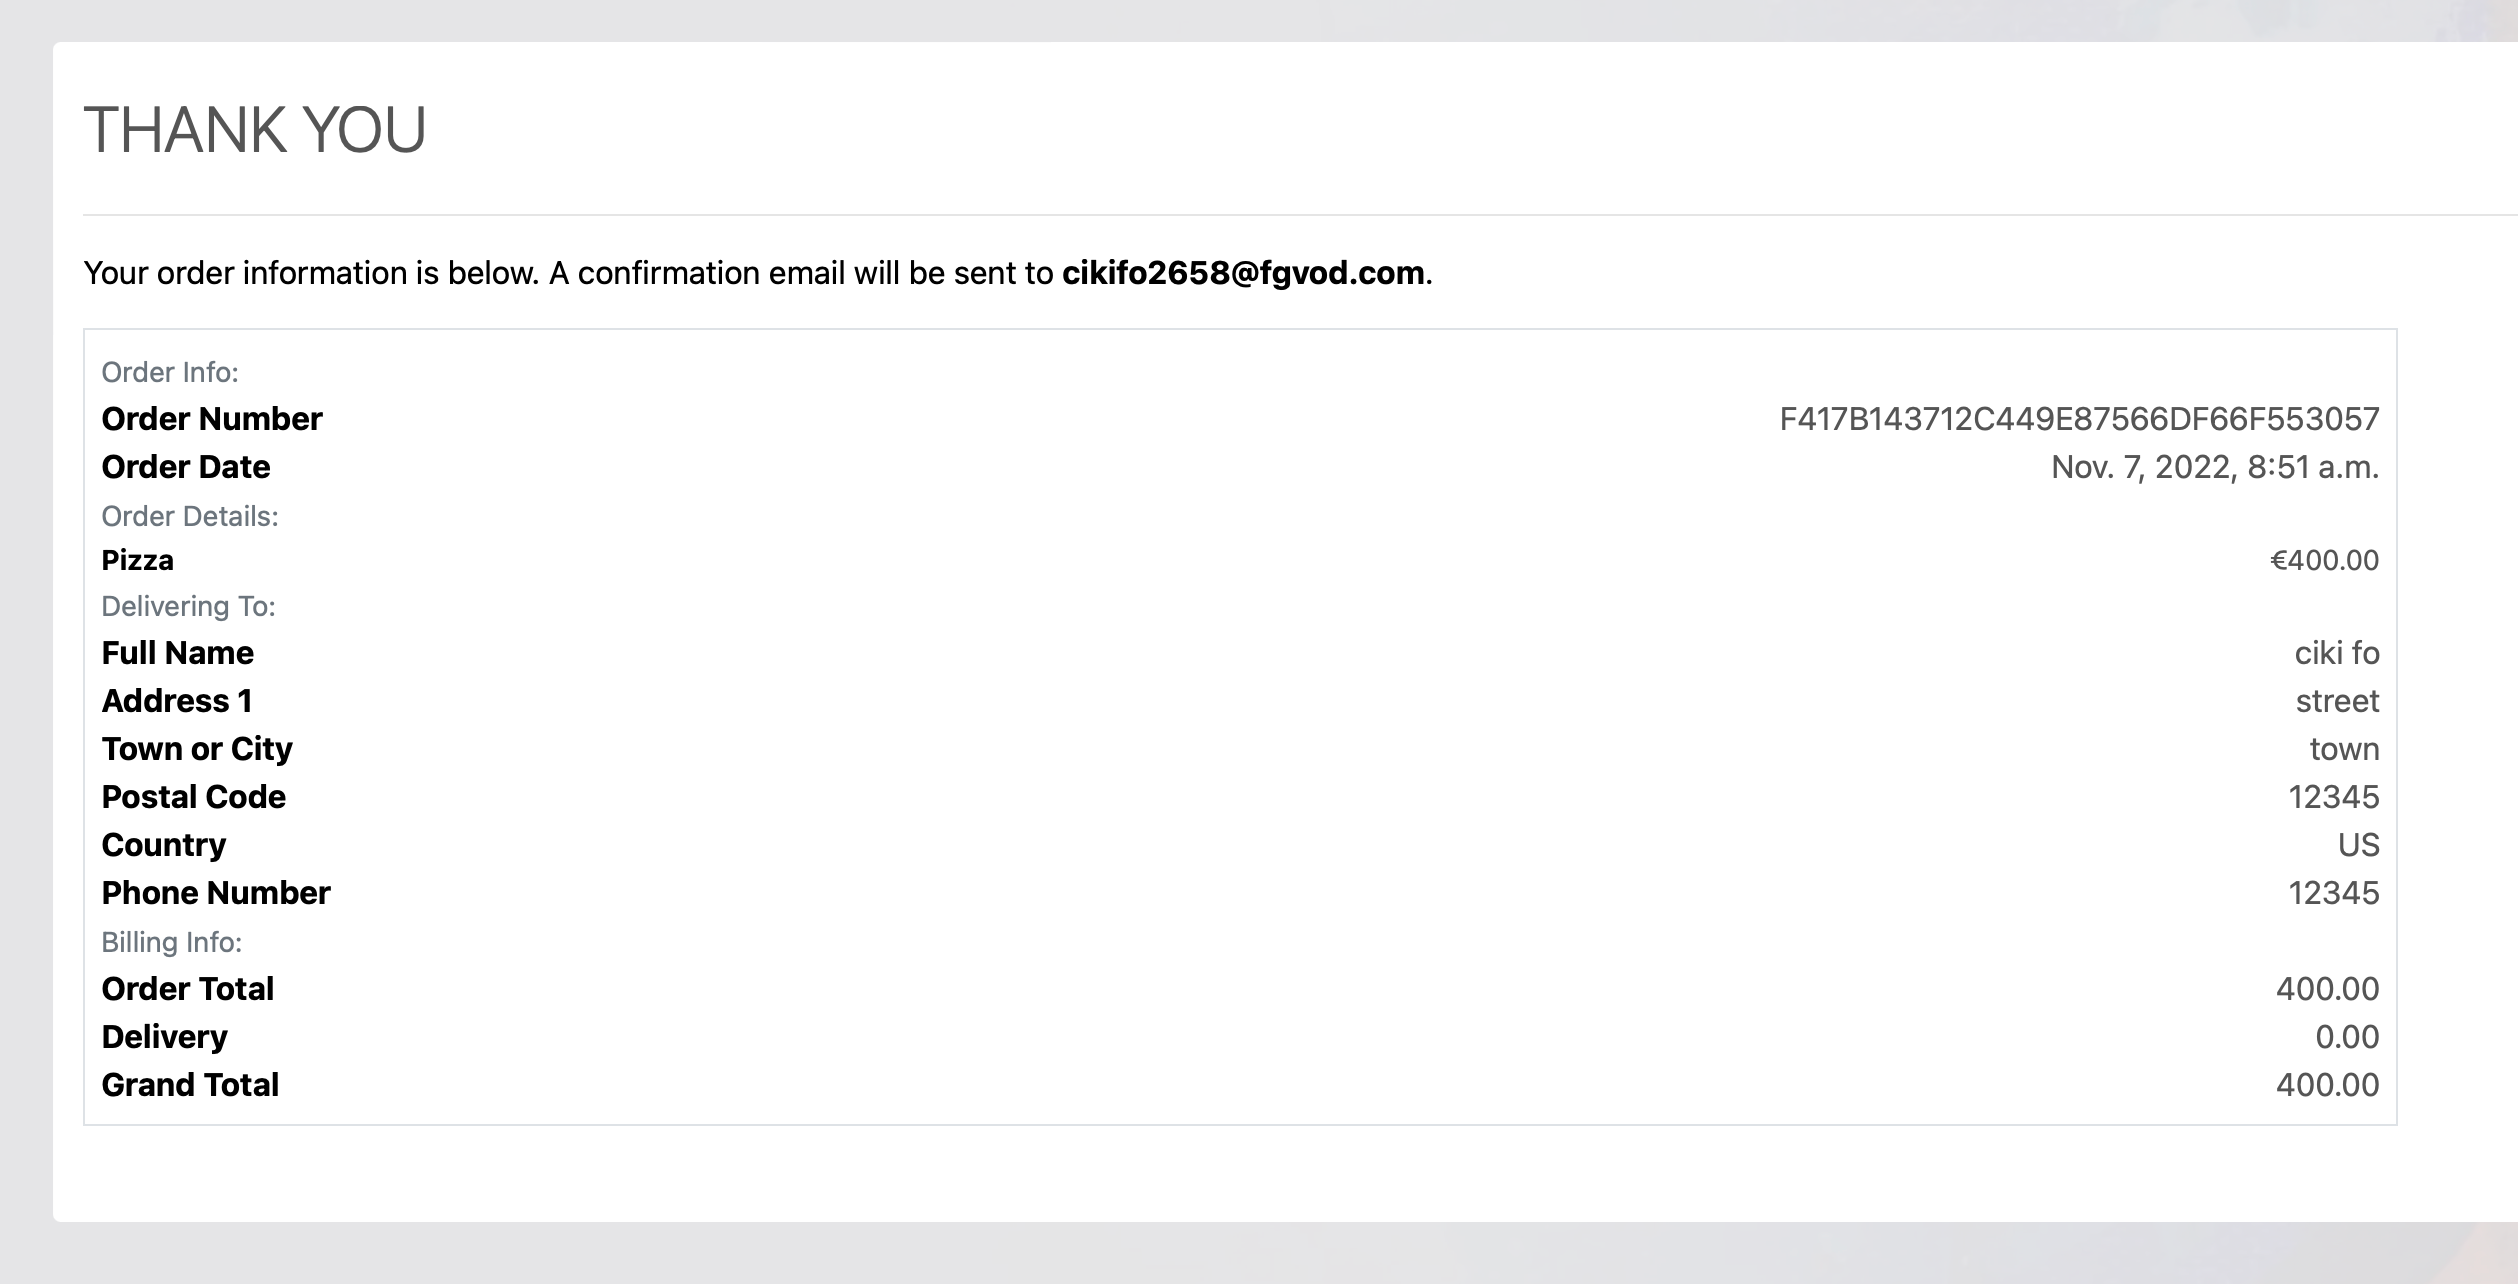 THANK YOU
Your order information is below. A confirmation email will be sent to cikifo2658@fgvod.com.
Order Info:
Order Number F417B143712C449E87566DF66F553057
Order Date Nov. 7, 2022, 8:51 a.m.
Order Details:
Pizza €400.00
Delivering To:
Full Name ciki fo
Address 1 street
Town or City town
Postal Code 12345
Country US
Phone Number 12345
Billing Info:
Order Total 400.00
Delivery 0.00
Grand Total 400.00